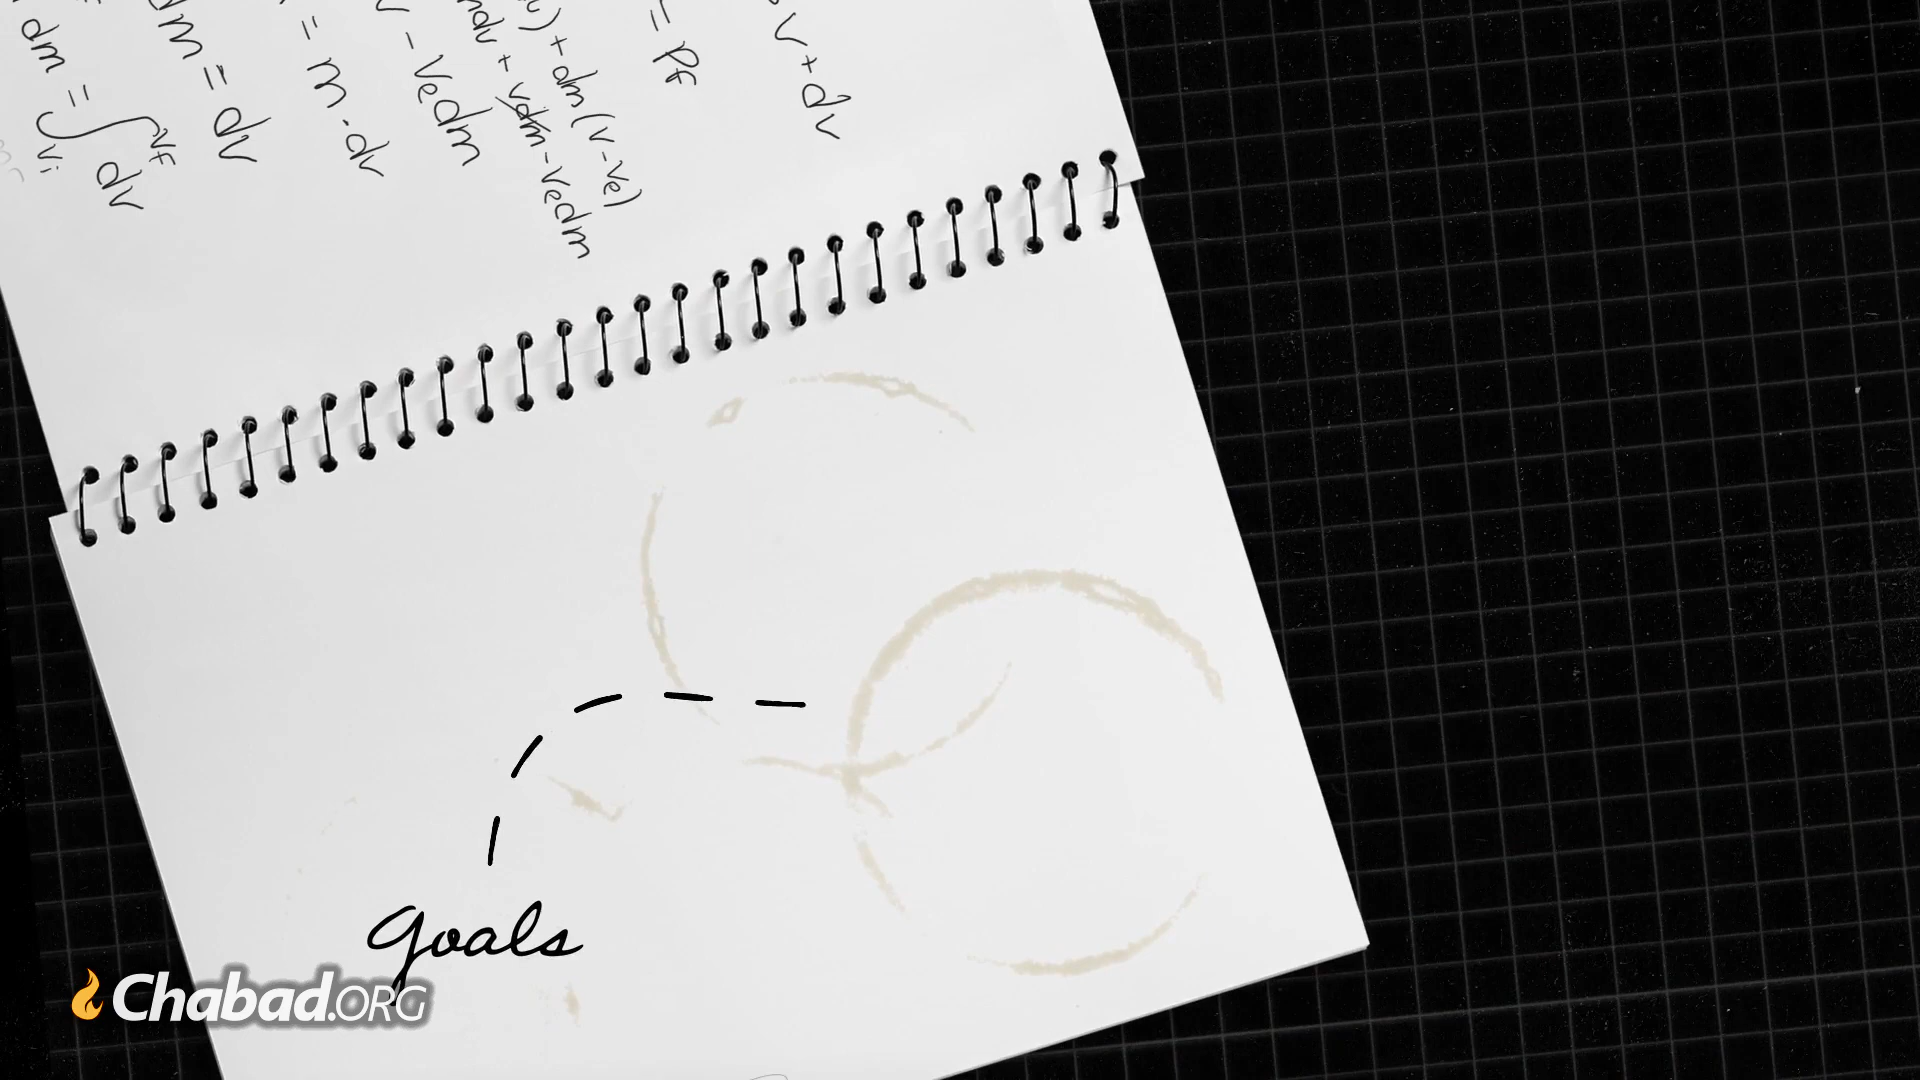 v + dv
= Pf
) + dm (v - ve)
mdv + vdm - vedm
- vedm
= m · dv
dm = dv
dm = ∫vi vf dv
Goals
Chabad.ORG